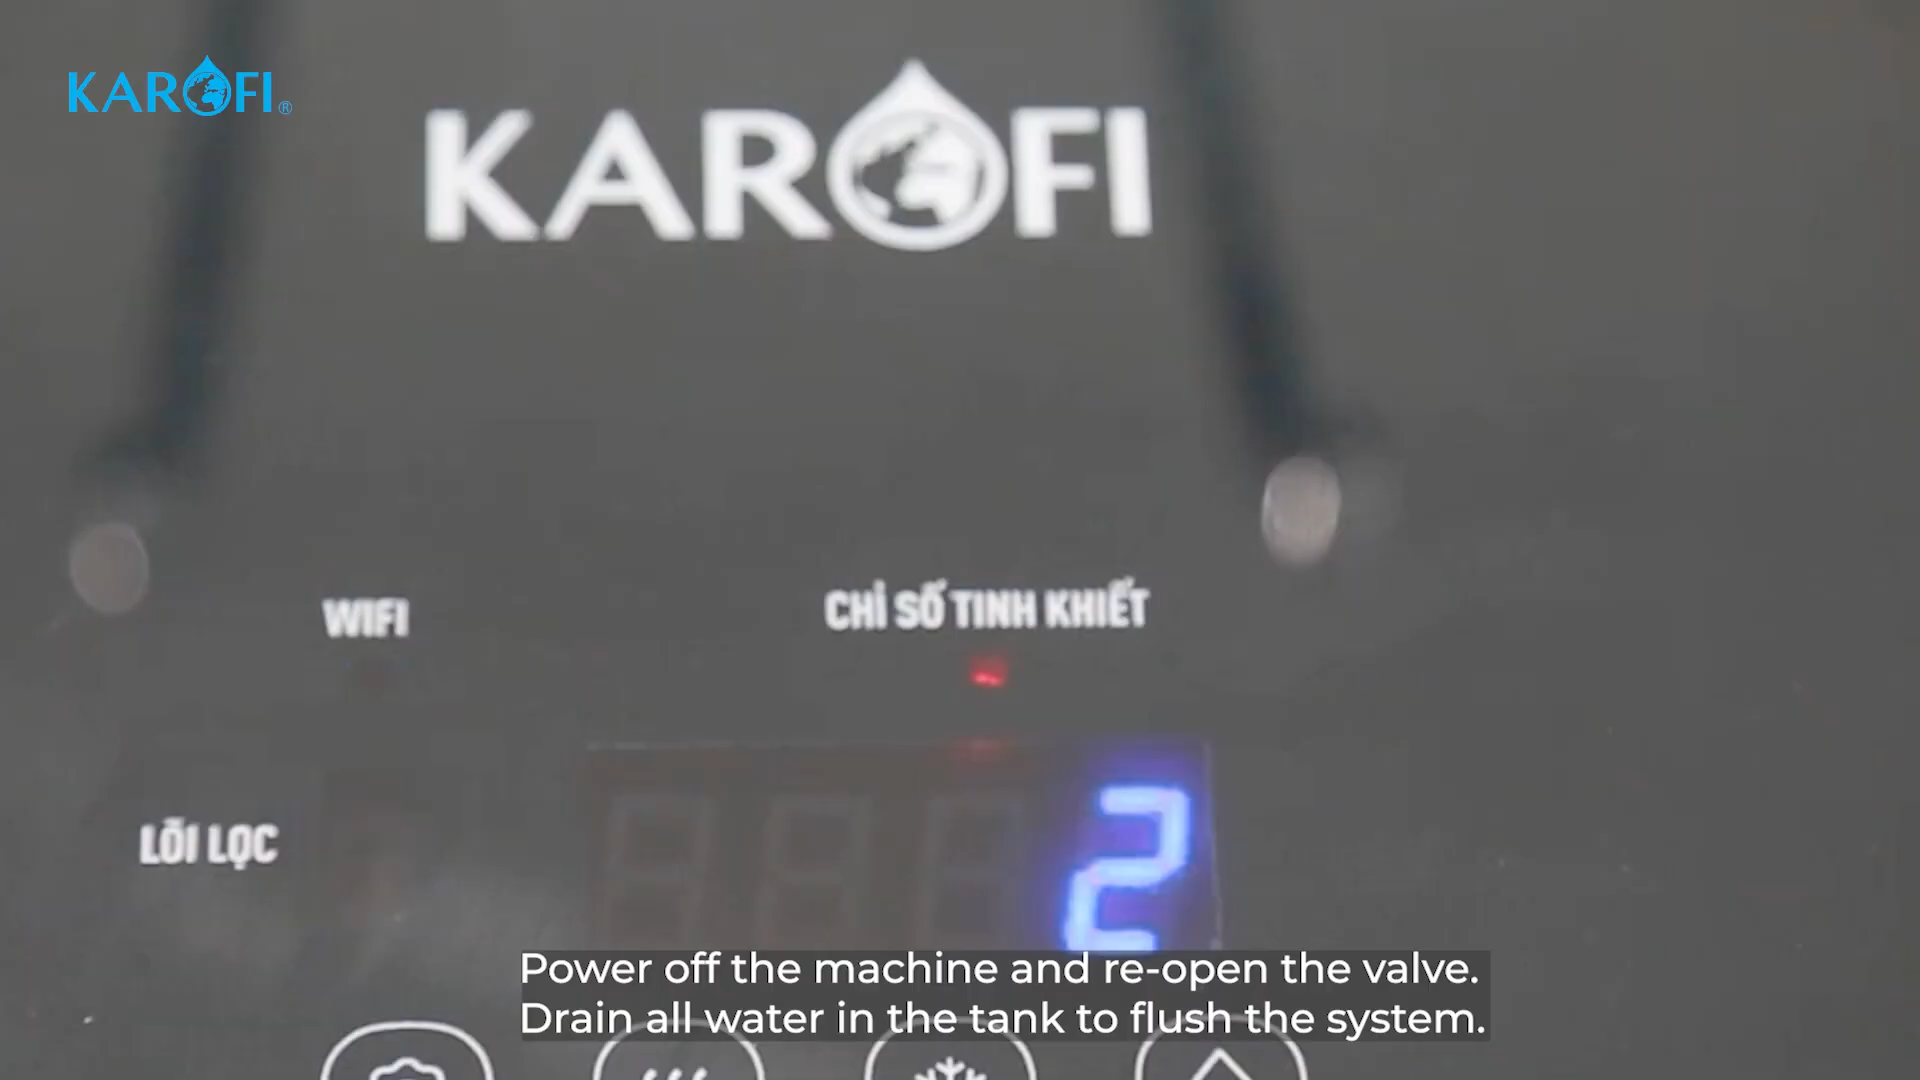 KAROFI®
KAROFI
WIFI
CHỈ SỐ TINH KHIẾT
LÕI LỌC
2
Power off the machine and re-open the valve.
Drain all water in the tank to flush the system.